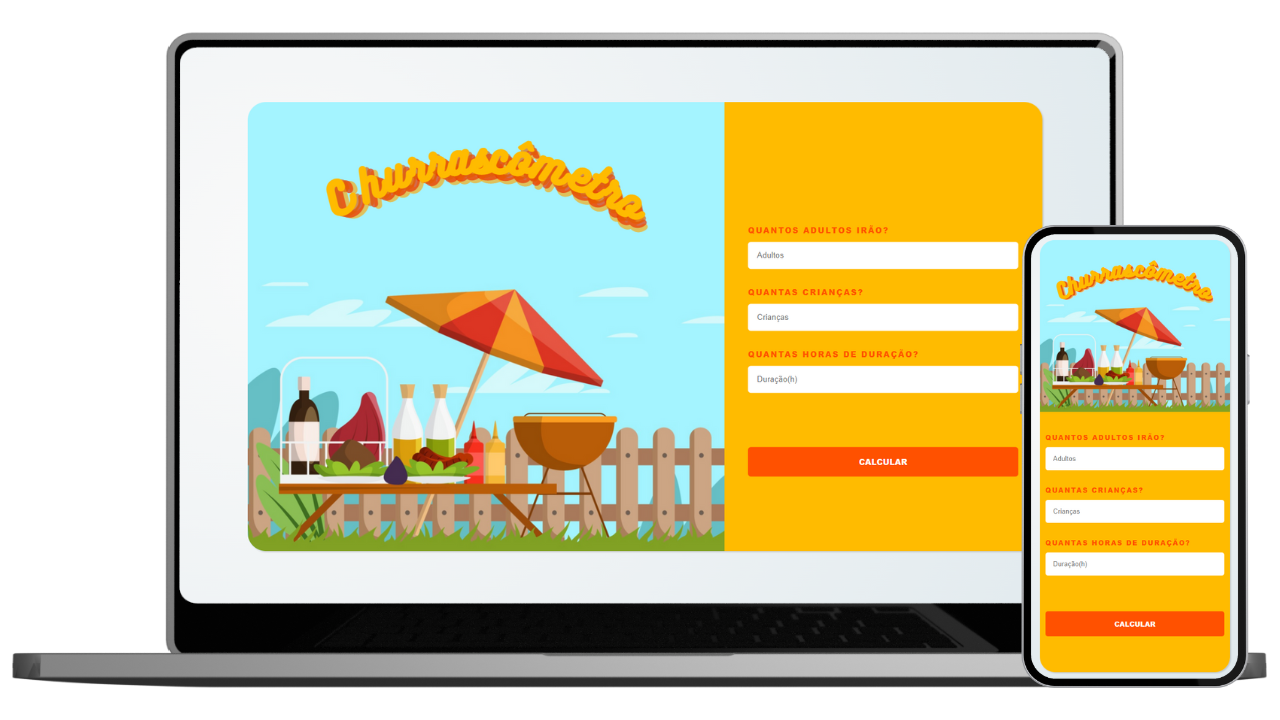 Churrascômetro
QUANTOS ADULTOS IRÃO?
Adultos
QUANTAS CRIANÇAS?
Crianças
QUANTAS HORAS DE DURAÇÃO?
Duração(h)
CALCULAR
Churrascômetro
QUANTOS ADULTOS IRÃO?
Adultos
QUANTAS CRIANÇAS?
Crianças
QUANTAS HORAS DE DURAÇÃO?
Duração(h)
CALCULAR